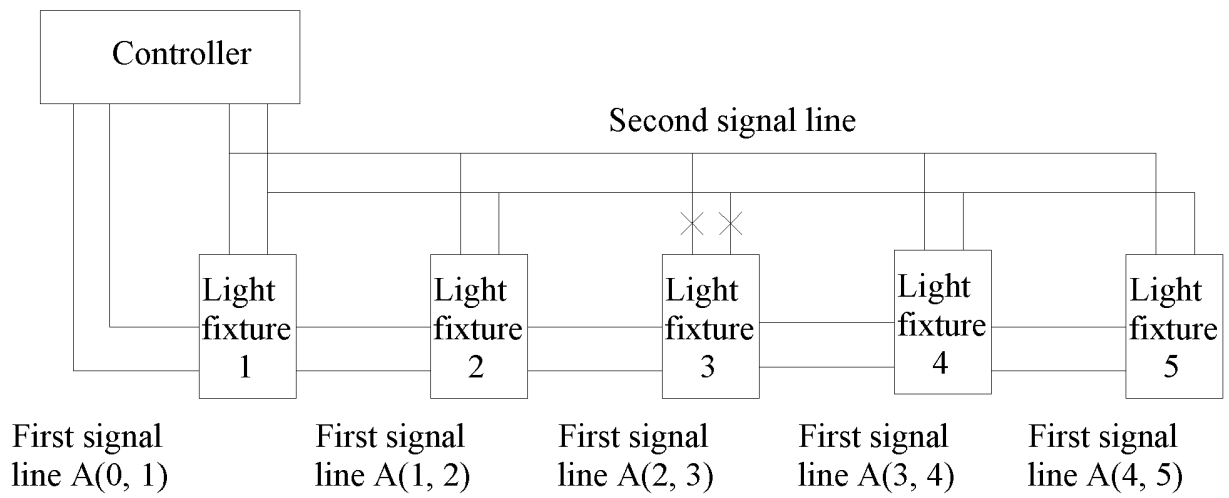 Controller
Second signal line
Light
fixture
1
Light
fixture
2
Light
fixture
3
Light
fixture
4
Light
fixture
5
First signal
line A(0, 1)
First signal
line A(1, 2)
First signal
line A(2, 3)
First signal
line A(3, 4)
First signal
line A(4, 5)